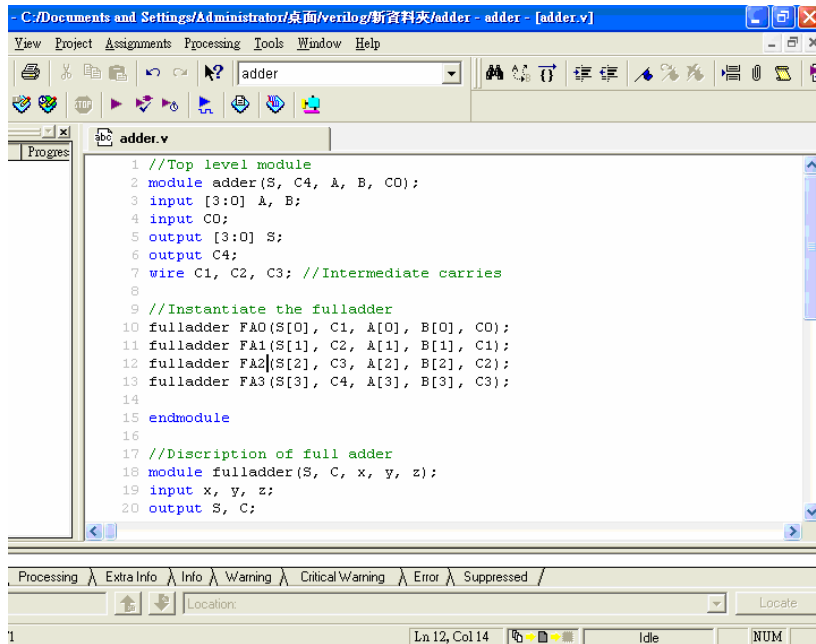 - C:/Documents and Settings/Administrator/桌面/verilog/新資料夾/adder - adder - [adder.v]
View Project Assignments Processing Tools Window Help
adder
STOP
abc adder.v
Progres
1 //Top level module
2 module adder(S, C4, A, B, C0);
3 input [3:0] A, B;
4 input C0;
5 output [3:0] S;
6 output C4;
7 wire C1, C2, C3; //Intermediate carries
8
9 //Instantiate the fulladder
10 fulladder FA0(S[0], C1, A[0], B[0], C0);
11 fulladder FA1(S[1], C2, A[1], B[1], C1);
12 fulladder FA2(S[2], C3, A[2], B[2], C2);
13 fulladder FA3(S[3], C4, A[3], B[3], C3);
14
15 endmodule
16
17 //Discription of full adder
18 module fulladder(S, C, x, y, z);
19 input x, y, z;
20 output S, C;
Processing Extra Info Info Warning Critical Warning Error Suppressed
Location: Locate
Ln 12, Col 14 Idle NUM